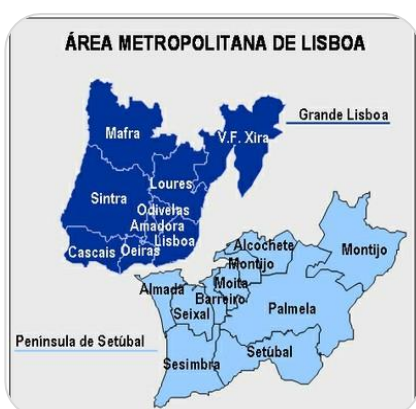 ÁREA METROPOLITANA DE LISBOA
Grande Lisboa
Mafra
V.F. Xira
Loures
Sintra
Odivelas
Amadora
Lisboa
Cascais
Oeiras
Alcochete
Montijo
Montijo
Moita
Almada
Barreiro
Seixal
Palmela
Península de Setúbal
Sesimbra
Setúbal